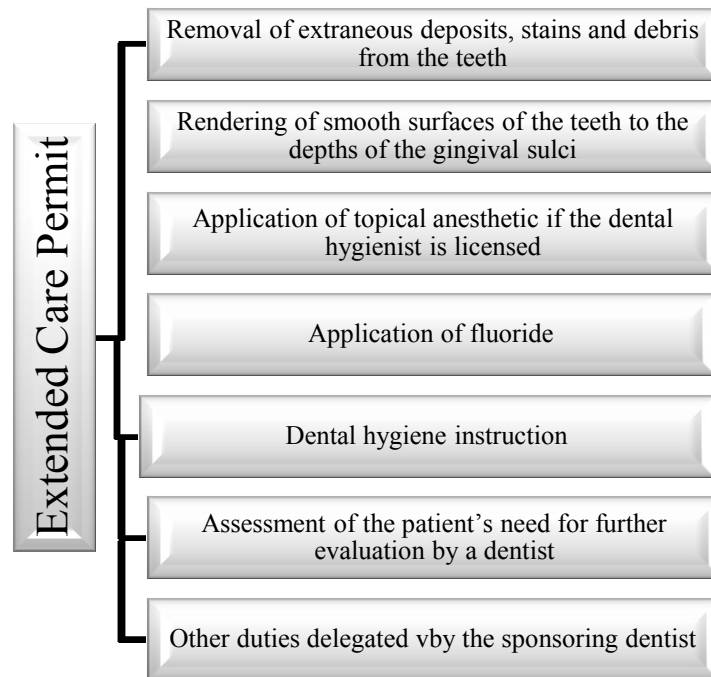 Extended Care Permit
Removal of extraneous deposits, stains and debris
from the teeth
Rendering of smooth surfaces of the teeth to the
depths of the gingival sulci
Application of topical anesthetic if the dental
hygienist is licensed
Application of fluoride
Dental hygiene instruction
Assessment of the patient’s need for further
evaluation by a dentist
Other duties delegated vby the sponsoring dentist